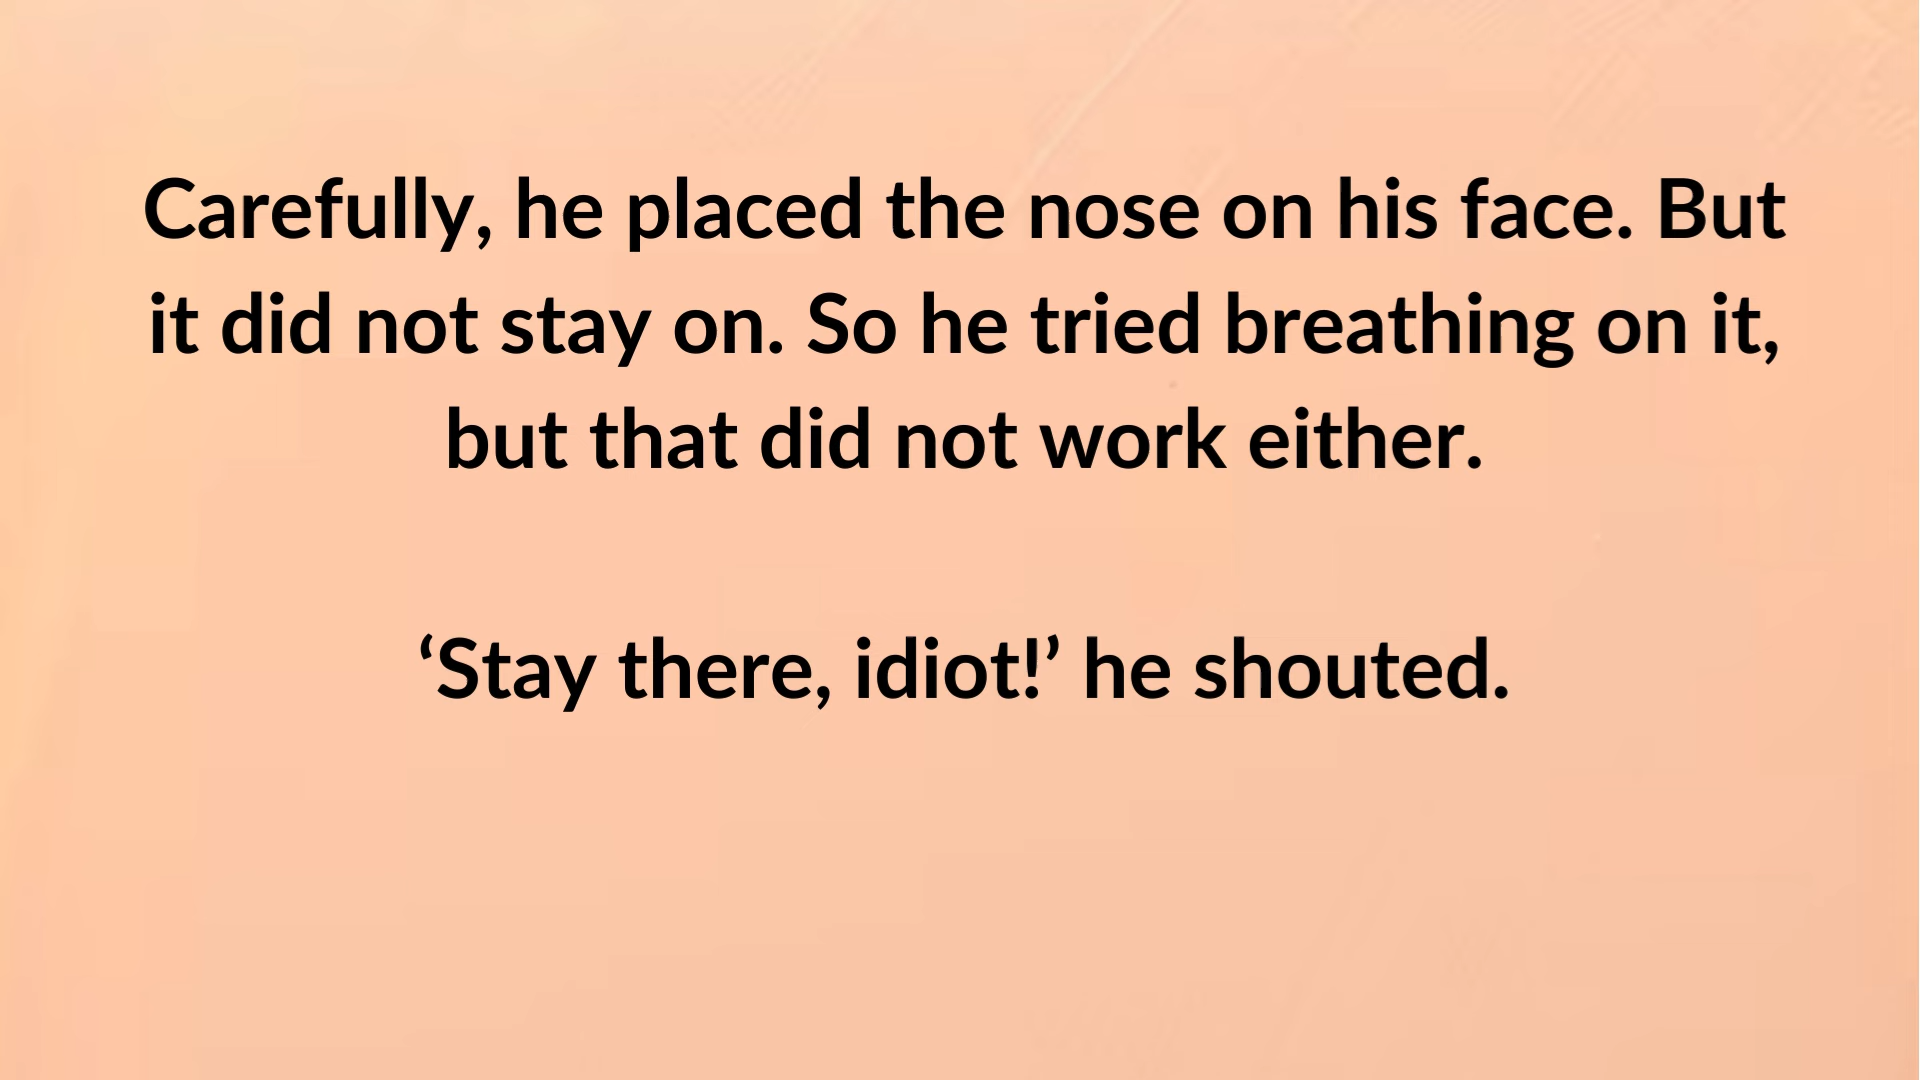 Carefully, he placed the nose on his face. But
it did not stay on. So he tried breathing on it,
but that did not work either.
‘Stay there, idiot!’ he shouted.